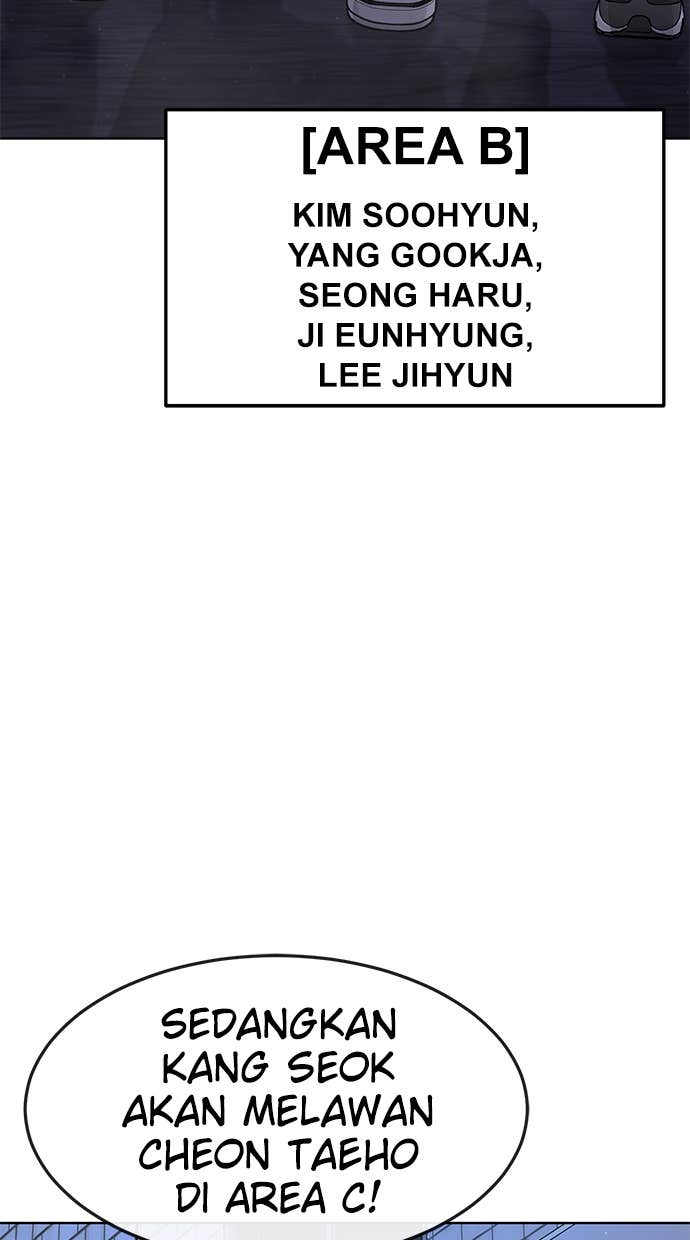 [AREA B]
KIM SOOHYUN,
YANG GOOKJA,
SEONG HARU,
JI EUNHYUNG,
LEE JIHYUN
SEDANGKAN
KANG SEOK
AKAN MELAWAN
CHEON TAEHO
DI AREA C!